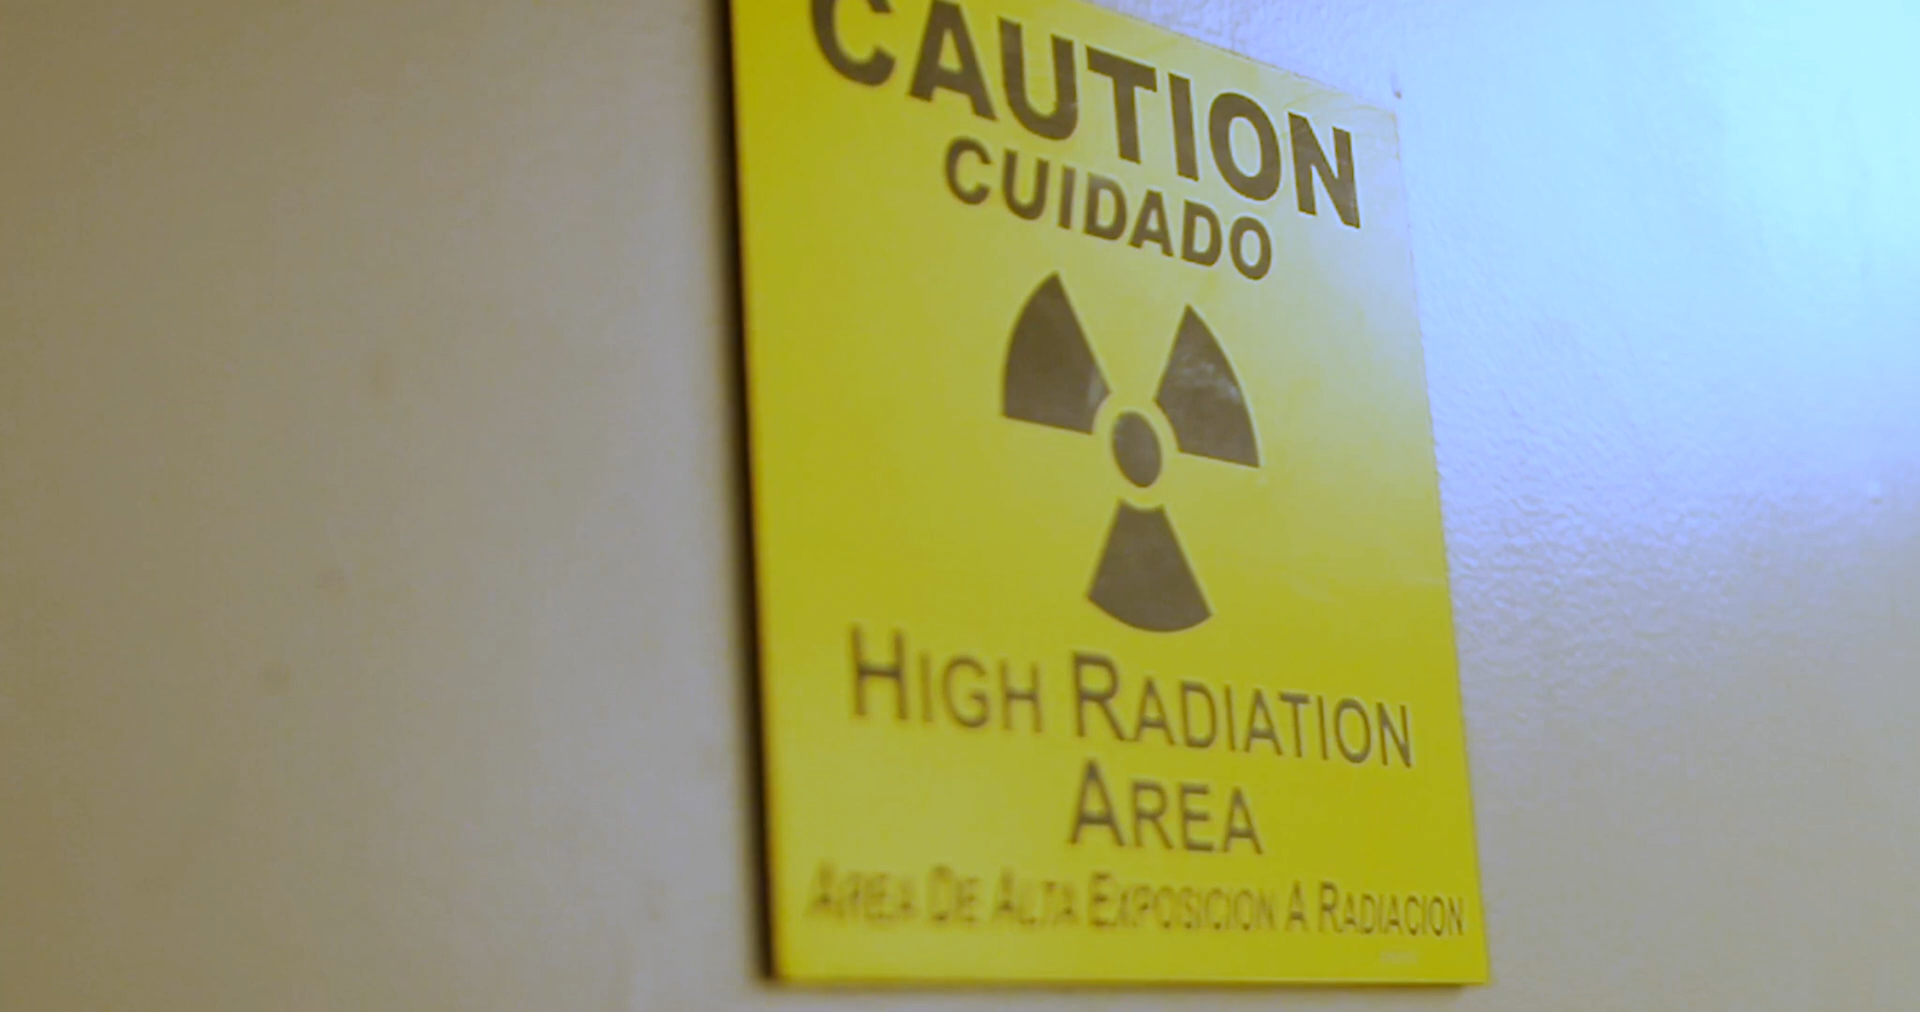 CAUTION
CUIDADO
HIGH RADIATION
AREA
AREA DE ALTA EXPOSICION A RADIACION